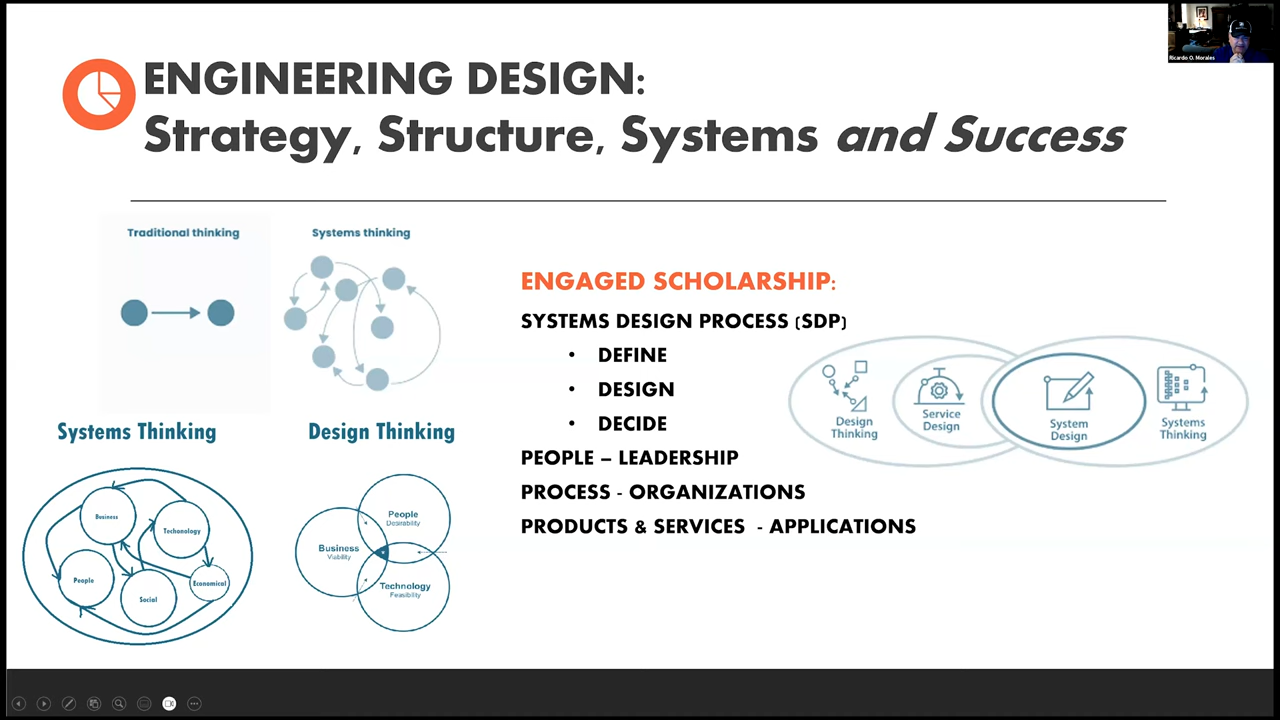 Ricardo O. Morales
ENGINEERING DESIGN:
Strategy, Structure, Systems and Success
Traditional thinking
Systems thinking
Systems Thinking
Design Thinking
Business
Techonology
People
Social
Economical
People
Desirability
Business
Viability
Technology
Feasibility
ENGAGED SCHOLARSHIP:
SYSTEMS DESIGN PROCESS (SDP)
• DEFINE
• DESIGN
• DECIDE
PEOPLE – LEADERSHIP
PROCESS - ORGANIZATIONS
PRODUCTS & SERVICES - APPLICATIONS
Design
Thinking
Service
Design
System
Design
Systems
Thinking